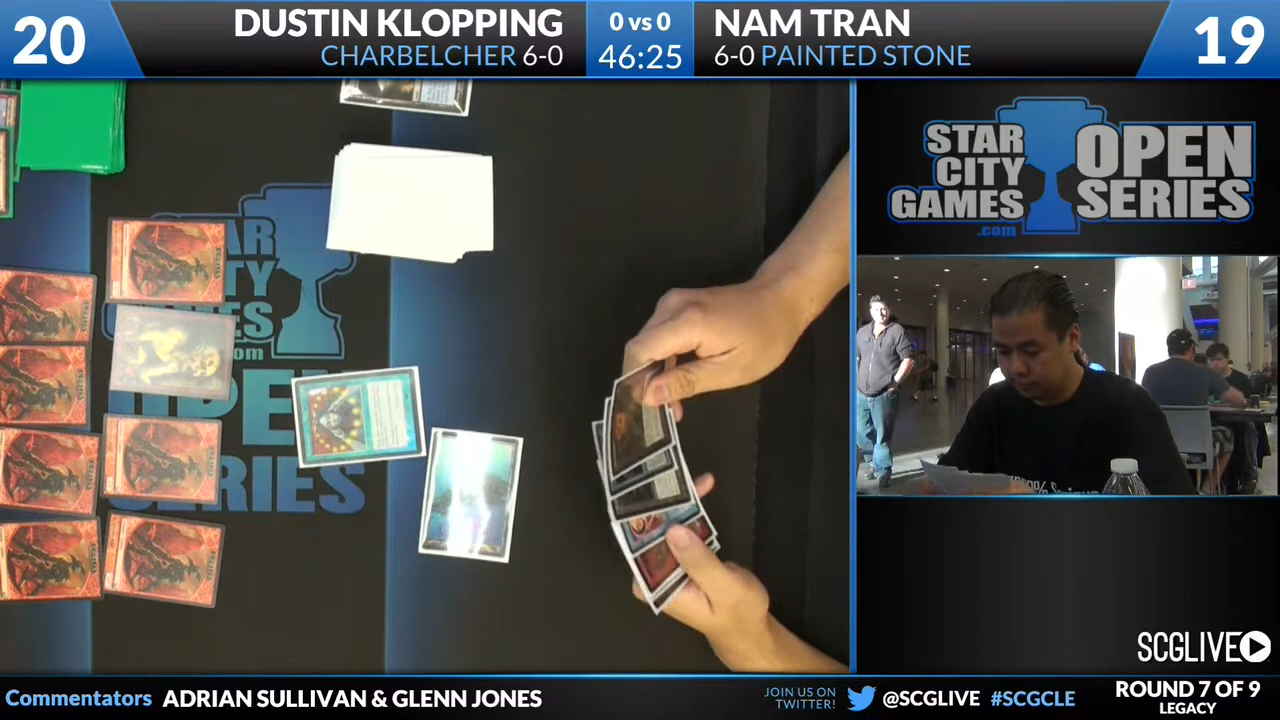 20
DUSTIN KLOPPING
CHARBELCHER 6-0
0 vs 0
46:25
NAM TRAN
6-0 PAINTED STONE
19
STAR
CITY
GAMES
.com
OPEN
SERIES
SCGLIVE
Commentators ADRIAN SULLIVAN & GLENN JONES
JOIN US ON
TWITTER!
@SCGLIVE #SCGCLE
ROUND 7 OF 9
LEGACY